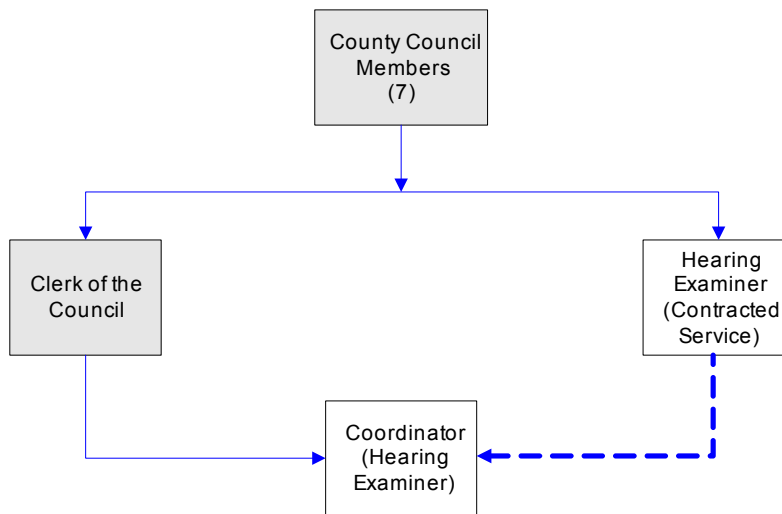 County Council
Members
(7)
Clerk of the
Council
Hearing
Examiner
(Contracted
Service)
Coordinator
(Hearing
Examiner)